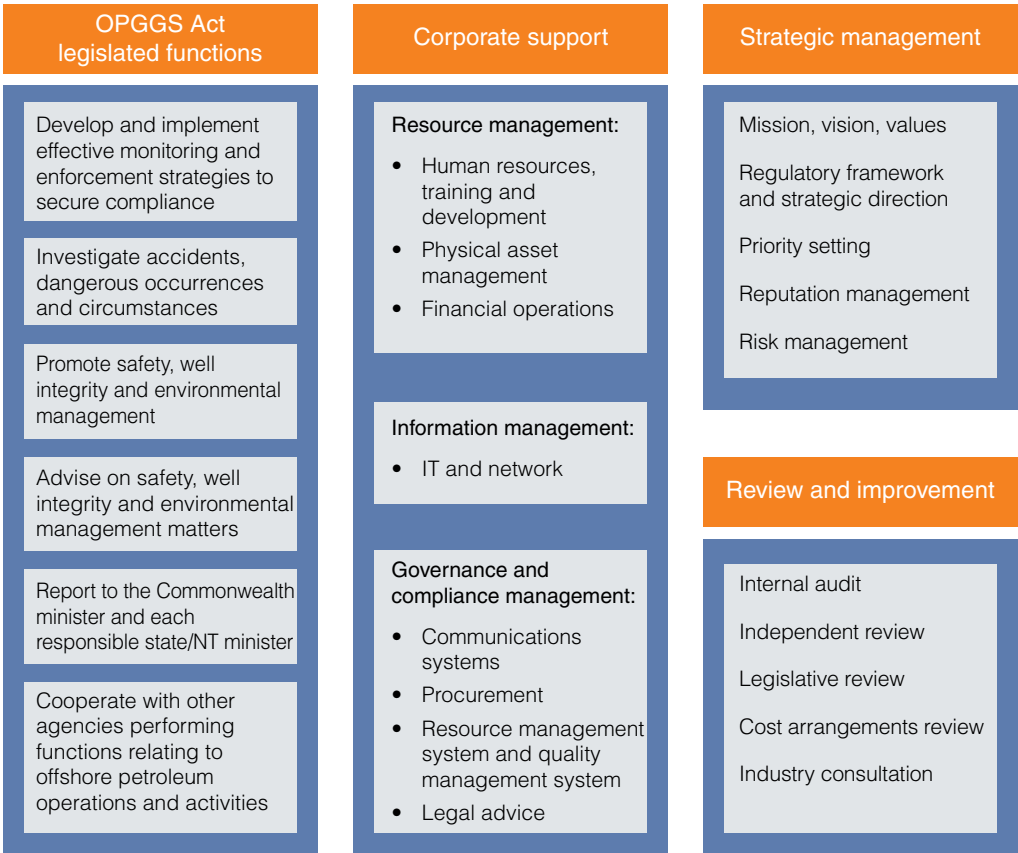 OPGGS Act
legislated functions
Develop and implement
effective monitoring and
enforcement strategies to
secure compliance
Investigate accidents,
dangerous occurrences
and circumstances
Promote safety, well
integrity and environmental
management
Advise on safety, well
integrity and environmental
management matters
Report to the Commonwealth
minister and each
responsible state/NT minister
Cooperate with other
agencies performing
functions relating to
offshore petroleum
operations and activities
Corporate support
Resource management:
• Human resources,
training and
development
• Physical asset
management
• Financial operations
Information management:
• IT and network
Governance and
compliance management:
• Communications
systems
• Procurement
• Resource management
system and quality
management system
• Legal advice
Strategic management
Mission, vision, values
Regulatory framework
and strategic direction
Priority setting
Reputation management
Risk management
Review and improvement
Internal audit
Independent review
Legislative review
Cost arrangements review
Industry consultation